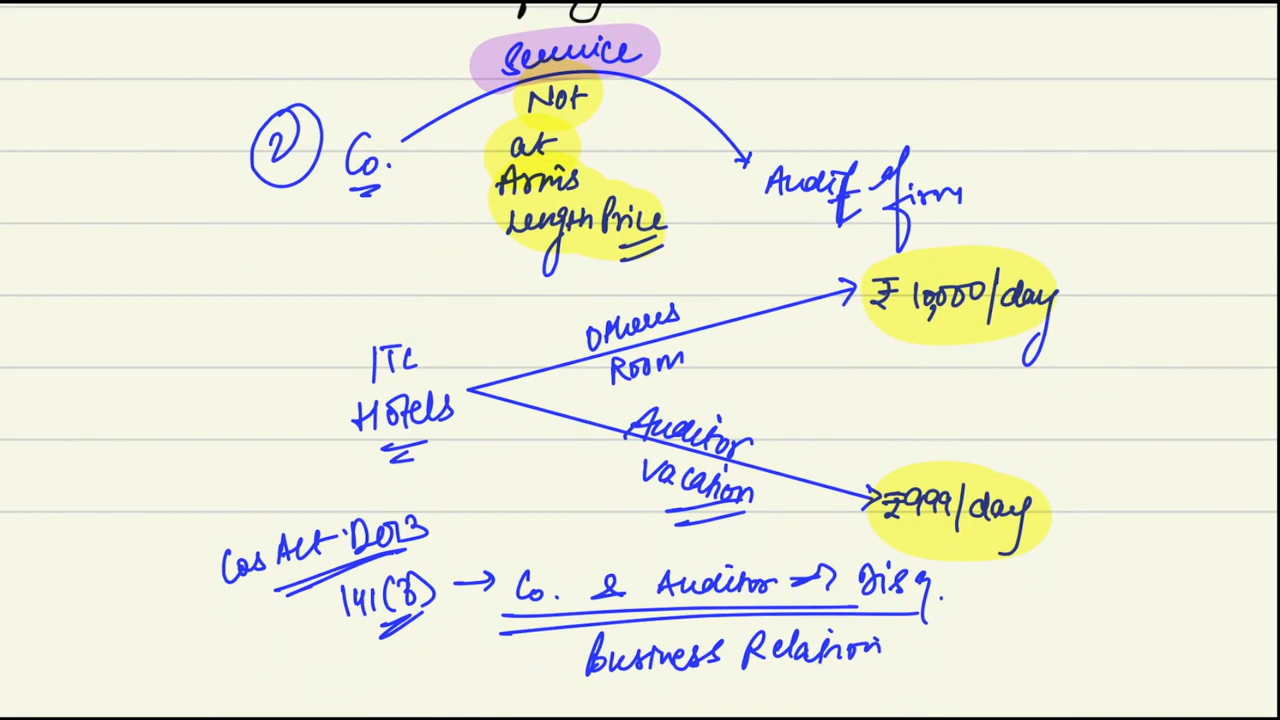 Service
Not
at
Arm's
Length Price
2 Co.
Audit firm
₹ 10,000/day
Others
Room
ITC
Hotels
Auditor
Vacation
₹999/day
Cos Act. 2013
141(3) → Co. & Auditor → Disq.
Business Relation